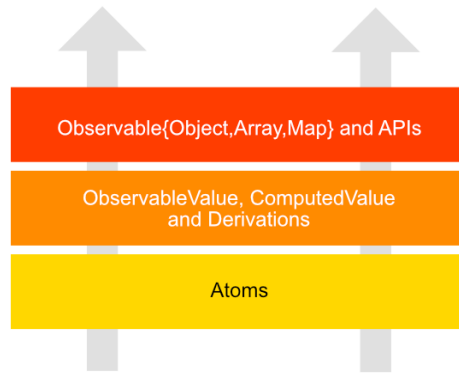 Observable{Object,Array,Map} and APIs
ObservableValue, ComputedValue
and Derivations
Atoms